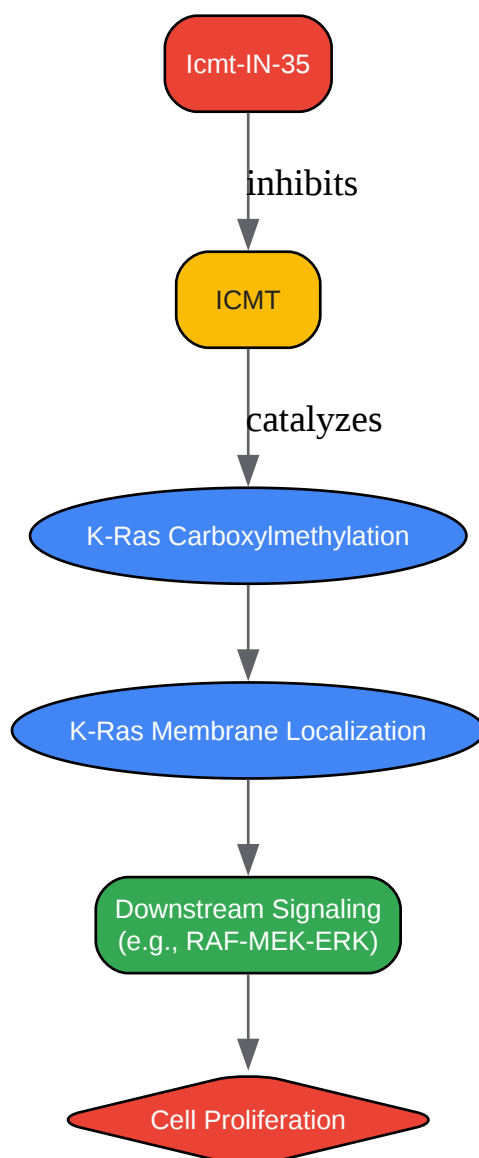 Icmt-IN-35
inhibits
ICMT
catalyzes
K-Ras Carboxylmethylation
K-Ras Membrane Localization
Downstream Signaling
(e.g., RAF-MEK-ERK)
Cell Proliferation